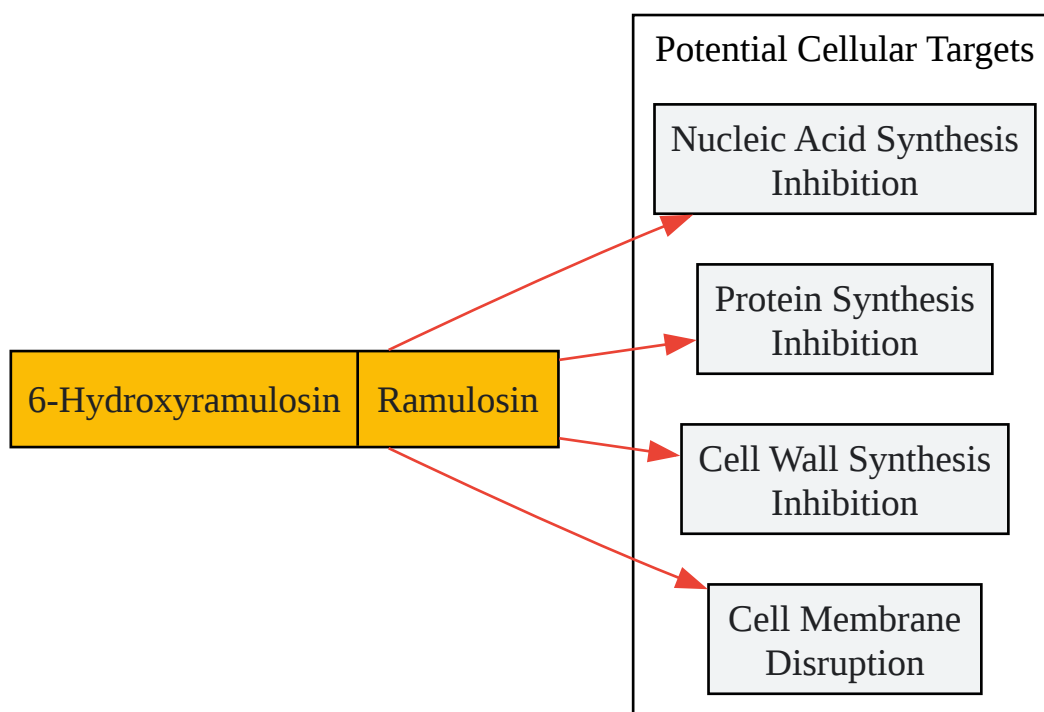 Potential Cellular Targets
Nucleic Acid Synthesis
Inhibition
Protein Synthesis
Inhibition
6-Hydroxyramulosin
Ramulosin
Cell Wall Synthesis
Inhibition
Cell Membrane
Disruption